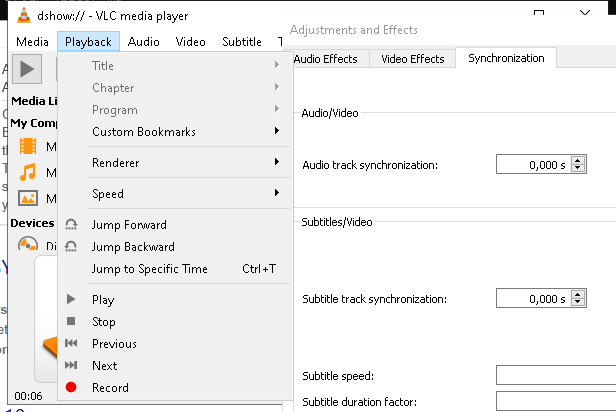 dshow:// - VLC media player
Adjustments and Effects
Media Playback Audio Video Subtitle T
Audio Effects Video Effects Synchronization
Title
Chapter
Program
Custom Bookmarks
Renderer
Speed
Jump Forward
Jump Backward
Jump to Specific Time Ctrl+T
Play
Stop
Previous
Next
Record
Media Li
My Comp
M
M
M
Devices
Di
00:06
Audio/Video
Audio track synchronization: 0,000 s
Subtitles/Video
Subtitle track synchronization: 0,000 s
Subtitle speed:
Subtitle duration factor: